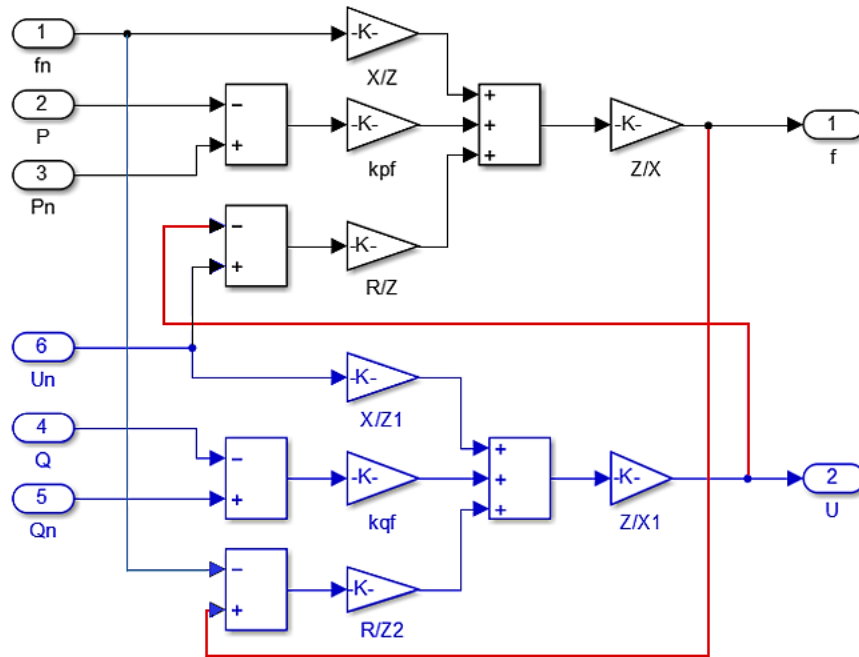 1
fn
-K-
X/Z
2
P
3
Pn
−
+
-K-
kpf
+
+
+
-K-
Z/X
1
f
−
+
-K-
R/Z
6
Un
-K-
X/Z1
4
Q
5
Qn
−
+
-K-
kqf
+
+
+
-K-
Z/X1
2
U
−
+
-K-
R/Z2